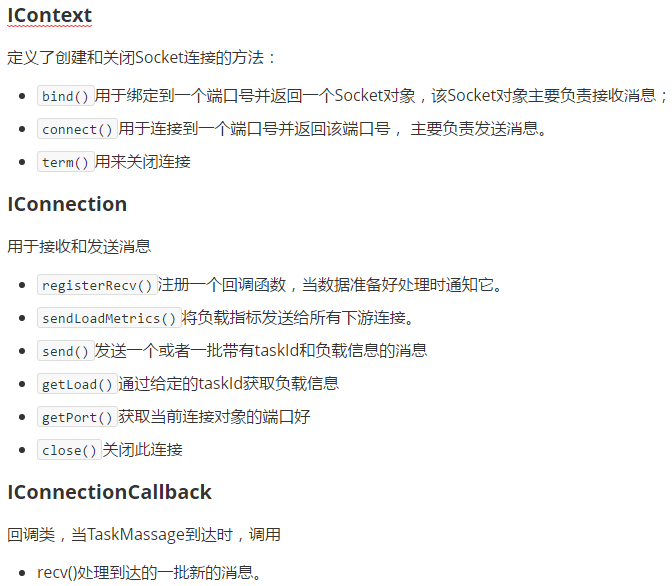 IContext
定义了创建和关闭Socket连接的方法：
bind()用于绑定到一个端口号并返回一个Socket对象，该Socket对象主要负责接收消息；
connect()用于连接到一个端口号并返回该端口号， 主要负责发送消息。
term()用来关闭连接
IConnection
用于接收和发送消息
registerRecv()注册一个回调函数，当数据准备好处理时通知它。
sendLoadMetrics()将负载指标发送给所有下游连接。
send()发送一个或者一批带有taskId和负载信息的消息
getLoad()通过给定的taskId获取负载信息
getPort()获取当前连接对象的端口好
close()关闭此连接
IConnectionCallback
回调类，当TaskMassage到达时，调用
recv()处理到达的一批新的消息。